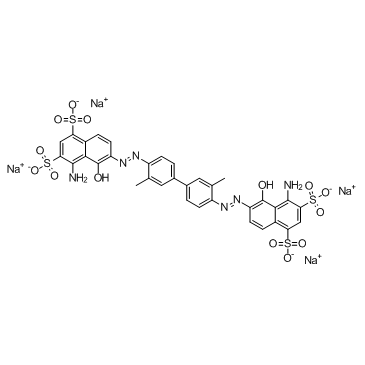 O⁻ Na⁺
O S O
O
Na⁺ ⁻O S N N
O NH₂ OH
OH NH₂ O
N N S O⁻ Na⁺
O
O S O
O⁻ Na⁺